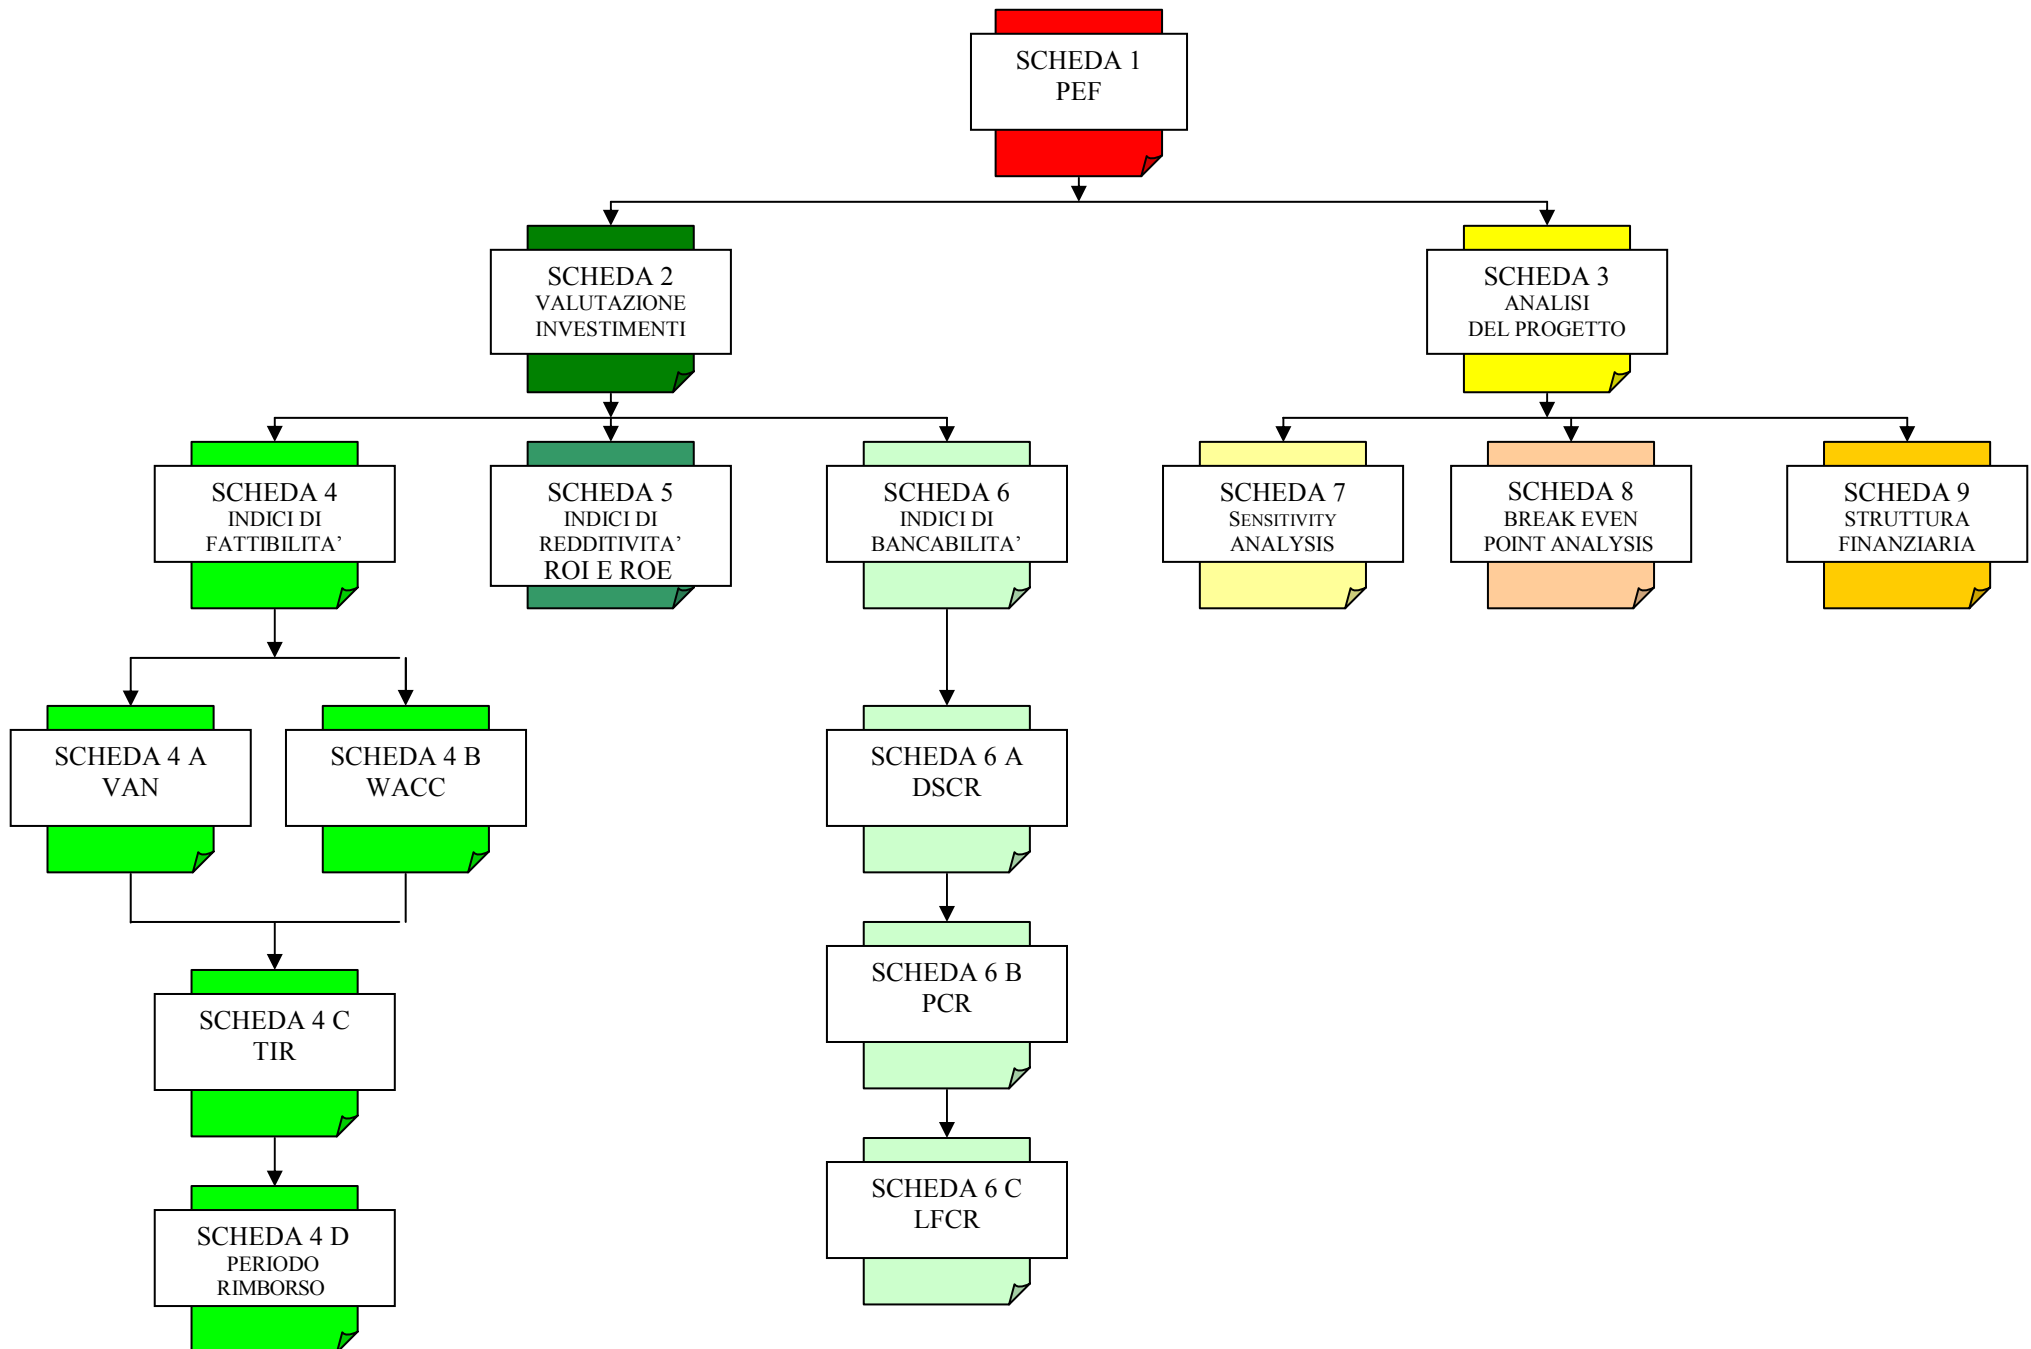 SCHEDA 1
PEF
SCHEDA 2
VALUTAZIONE
INVESTIMENTI
SCHEDA 3
ANALISI
DEL PROGETTO
SCHEDA 4
INDICI DI
FATTIBILITA’
SCHEDA 5
INDICI DI
REDDITIVITA’
ROI E ROE
SCHEDA 6
INDICI DI
BANCABILITA’
SCHEDA 7
SENSITIVITY
ANALYSIS
SCHEDA 8
BREAK EVEN
POINT ANALYSIS
SCHEDA 9
STRUTTURA
FINANZIARIA
SCHEDA 4 A
VAN
SCHEDA 4 B
WACC
SCHEDA 6 A
DSCR
SCHEDA 4 C
TIR
SCHEDA 6 B
PCR
SCHEDA 4 D
PERIODO
RIMBORSO
SCHEDA 6 C
LFCR